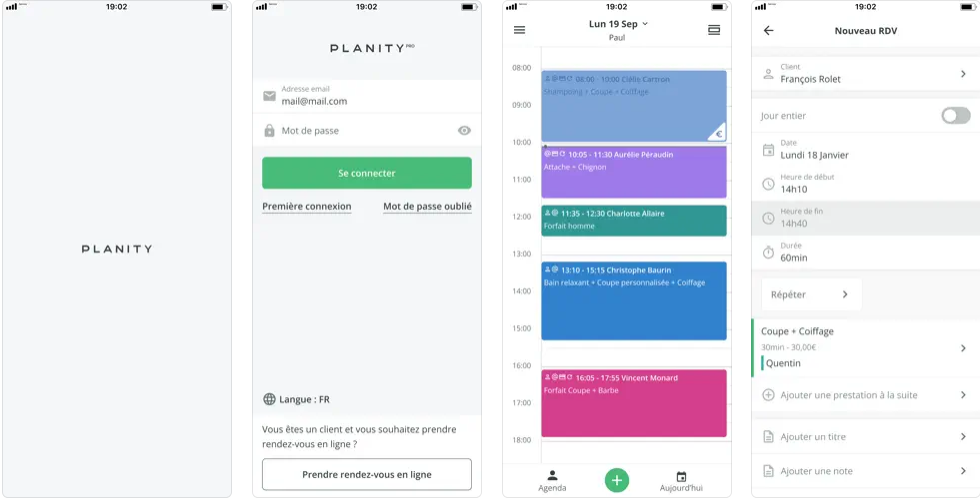 19:02
PLANITY
19:02
PLANITY PRO
Adresse email
mail@mail.com
Mot de passe
Se connecter
Première connexion
Mot de passe oublié
Langue : FR
Vous êtes un client et vous souhaitez prendre
rendez-vous en ligne ?
Prendre rendez-vous en ligne
19:02
Lun 19 Sep
Paul
08:00
09:00
10:00
11:00
12:00
13:00
14:00
15:00
16:00
17:00
18:00
08:00 - 10:00 Clélie Cartron
Shampoing + Coupe + Coiffage
€
10:05 - 11:30 Aurélie Péraudin
Attache + Chignon
11:35 - 12:30 Charlotte Allaire
Forfait homme
13:10 - 15:15 Christophe Baurin
Bain relaxant + Coupe personnalisée + Coiffage
16:05 - 17:55 Vincent Monard
Forfait Coupe + Barbe
Agenda
Aujourd'hui
19:02
Nouveau RDV
Client
François Rolet
Jour entier
Date
Lundi 18 Janvier
Heure de début
14h10
Heure de fin
14h40
Durée
60min
Répéter
Coupe + Coiffage
30min - 30,00€
Quentin
Ajouter une prestation à la suite
Ajouter un titre
Ajouter une note